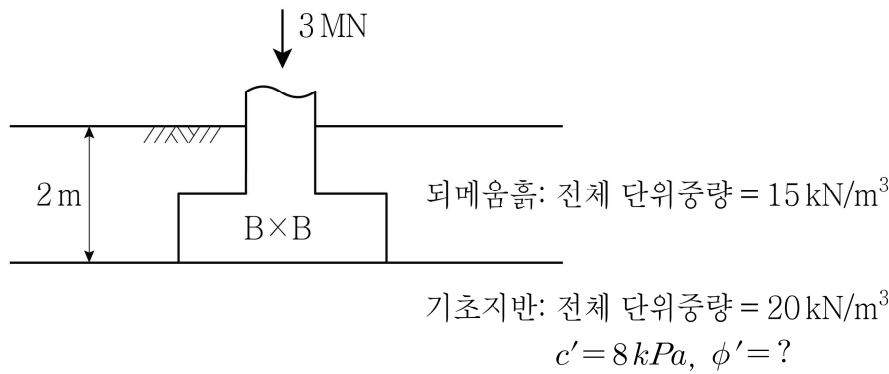 3 MN
2 m
B×B
되메움흙: 전체 단위중량 = 15 kN/m³
기초지반: 전체 단위중량 = 20 kN/m³
c′ = 8 kPa, ϕ′ = ?